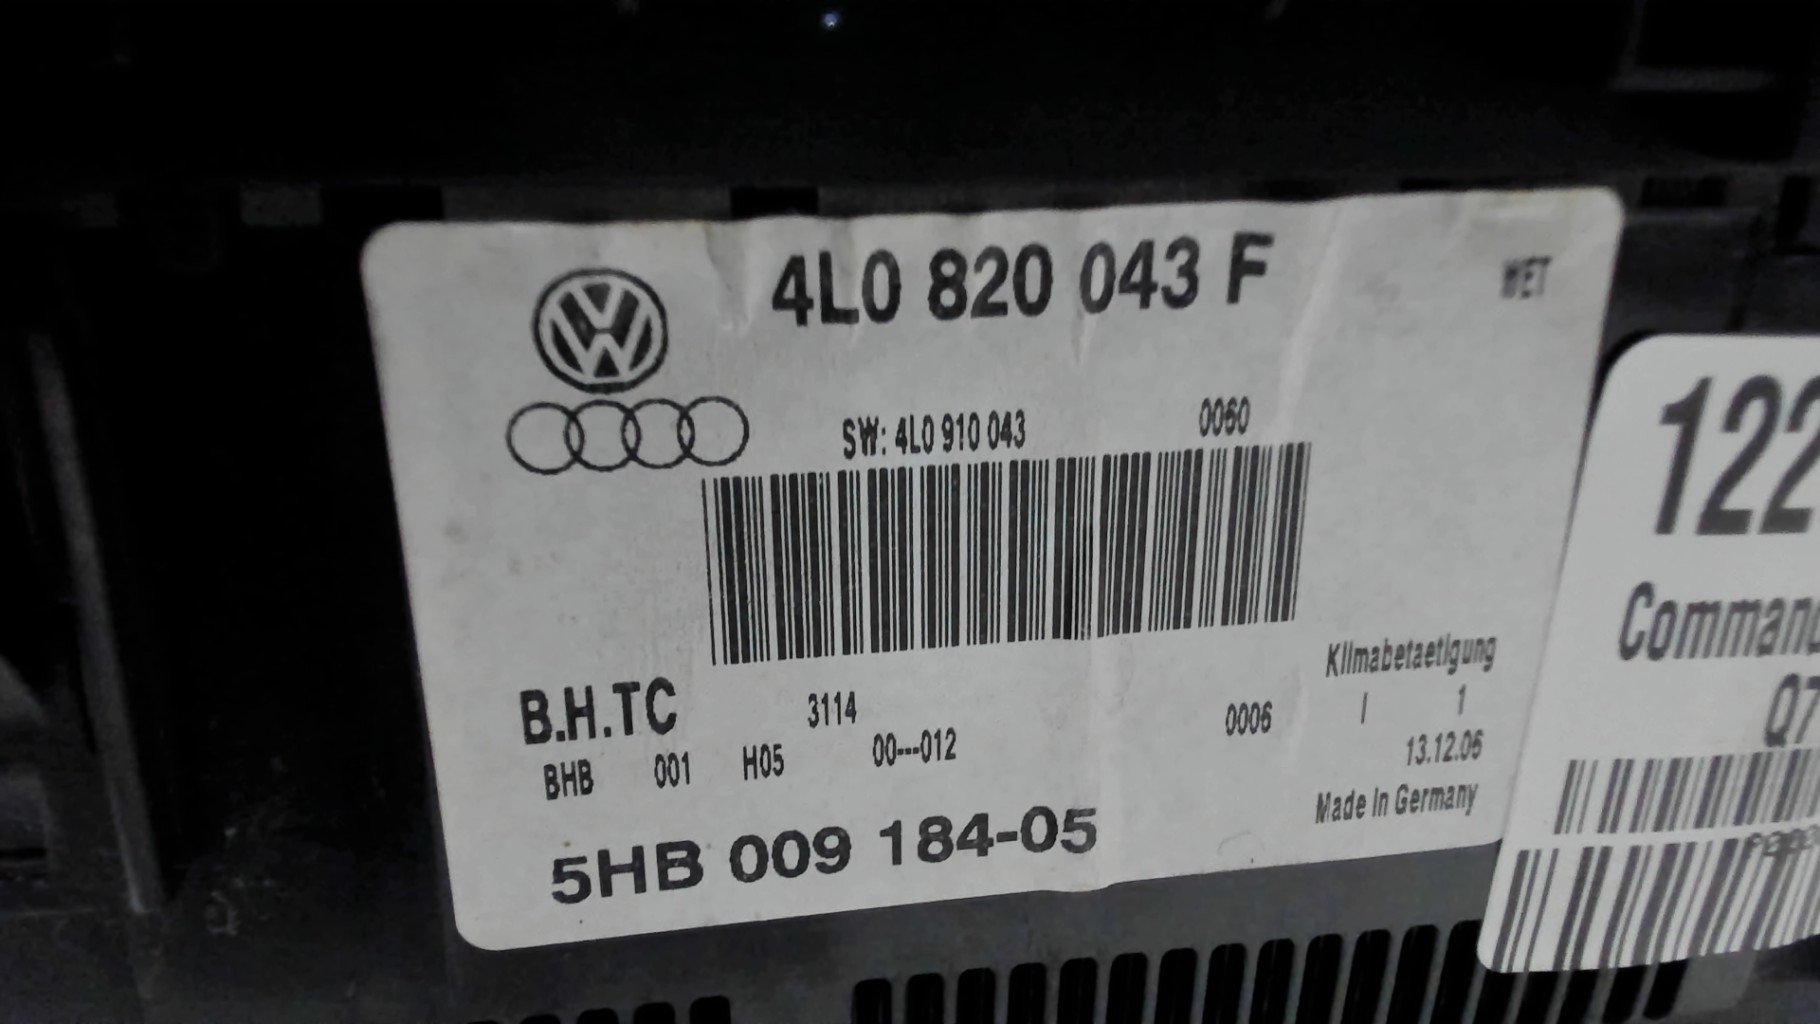 4L0 820 043 F
WET
SW: 4L0 910 043 0060
B.H.TC 3114 0006
BHB 001 H05 00---012
5HB 009 184-05
Klimabetaetigung
I 1
13.12.06
Made In Germany
122
Command
Q7